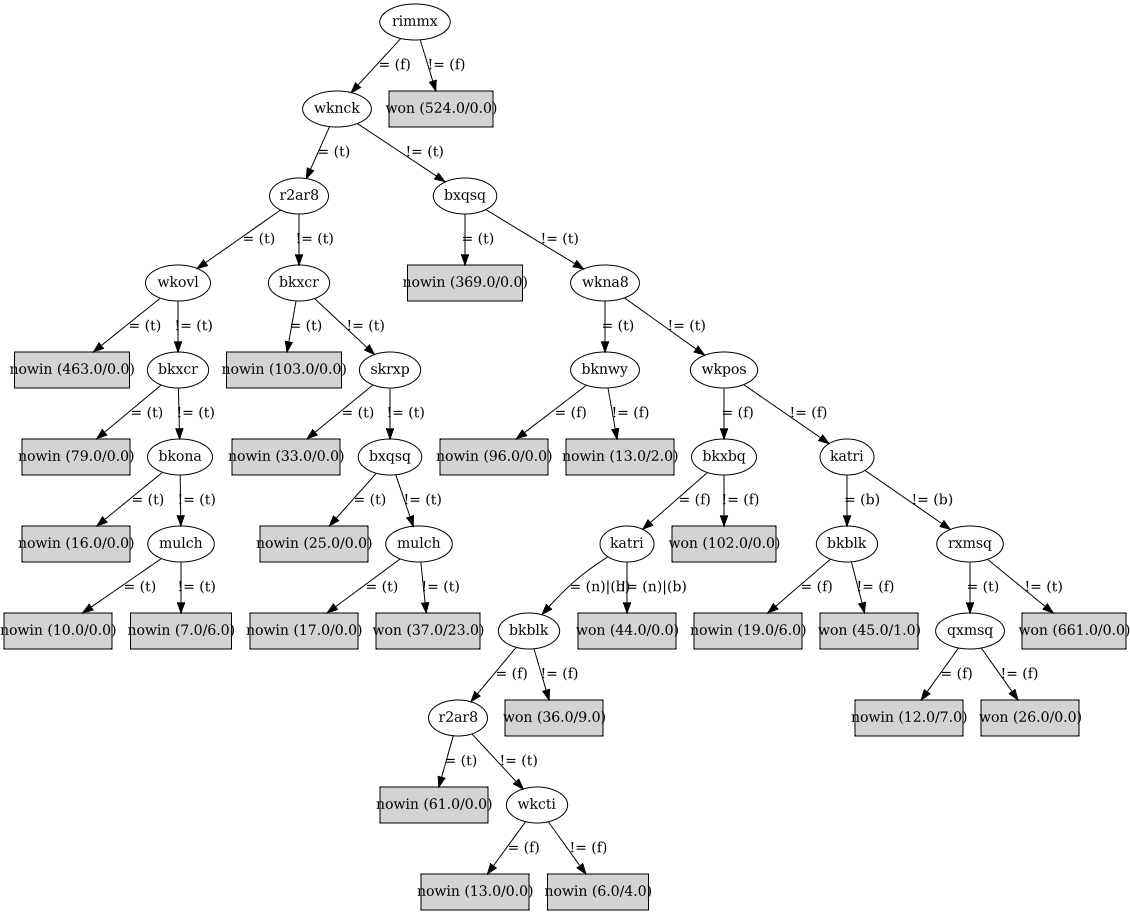 rimmx
= (f) != (f)
wknck won (524.0/0.0)
= (t) != (t)
r2ar8 bxqsq
= (t) != (t) = (t) != (t)
wkovl bkxcr nowin (369.0/0.0) wkna8
= (t) != (t) = (t) != (t) = (t) != (t)
nowin (463.0/0.0) bkxcr nowin (103.0/0.0) skrxp bknwy wkpos
= (t) != (t) = (t) != (t) = (f) != (f) = (f) != (f)
nowin (79.0/0.0) bkona nowin (33.0/0.0) bxqsq nowin (96.0/0.0) nowin (13.0/2.0) bkxbq katri
= (t) != (t) = (t) != (t) = (f) != (f) = (b) != (b)
nowin (16.0/0.0) mulch nowin (25.0/0.0) mulch katri won (102.0/0.0) bkblk rxmsq
= (t) != (t) = (t) != (t) = (n)|(b) != (n)|(b) = (f) != (f) = (t) != (t)
nowin (10.0/0.0) nowin (7.0/6.0) nowin (17.0/0.0) won (37.0/23.0) bkblk won (44.0/0.0) nowin (19.0/6.0) won (45.0/1.0) qxmsq won (661.0/0.0)
= (f) != (f) = (f) != (f)
r2ar8 won (36.0/9.0) nowin (12.0/7.0) won (26.0/0.0)
= (t) != (t)
nowin (61.0/0.0) wkcti
= (f) != (f)
nowin (13.0/0.0) nowin (6.0/4.0)